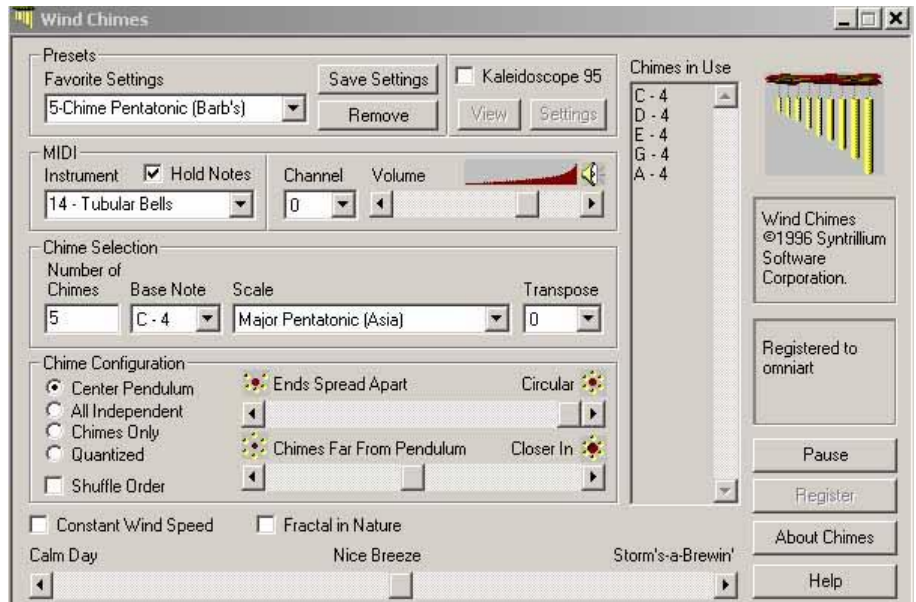 Wind Chimes
Presets
Favorite Settings
5-Chime Pentatonic (Barb's)
Save Settings
Remove
Kaleidoscope 95
View
Settings
MIDI
Instrument
Hold Notes
14 - Tubular Bells
Channel
0
Volume
Chime Selection
Number of
Chimes
5
Base Note
C - 4
Scale
Major Pentatonic (Asia)
Transpose
0
Chime Configuration
Center Pendulum
All Independent
Chimes Only
Quantized
Shuffle Order
Ends Spread Apart
Circular
Chimes Far From Pendulum
Closer In
Constant Wind Speed
Fractal in Nature
Calm Day
Nice Breeze
Storm's-a-Brewin'
Chimes in Use
C - 4
D - 4
E - 4
G - 4
A - 4
Wind Chimes
©1996 Syntrillium
Software
Corporation.
Registered to
omniart
Pause
Register
About Chimes
Help